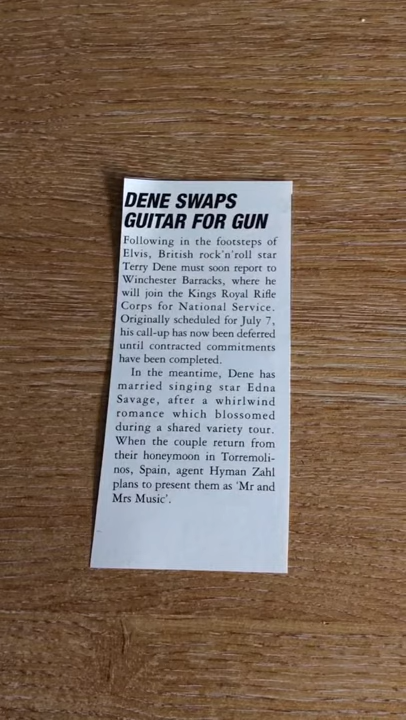 DENE SWAPS
GUITAR FOR GUN
Following in the footsteps of
Elvis, British rock'n'roll star
Terry Dene must soon report to
Winchester Barracks, where he
will join the Kings Royal Rifle
Corps for National Service.
Originally scheduled for July 7,
his call-up has now been deferred
until contracted commitments
have been completed.
In the meantime, Dene has
married singing star Edna
Savage, after a whirlwind
romance which blossomed
during a shared variety tour.
When the couple return from
their honeymoon in Torremoli-
nos, Spain, agent Hyman Zahl
plans to present them as 'Mr and
Mrs Music'.